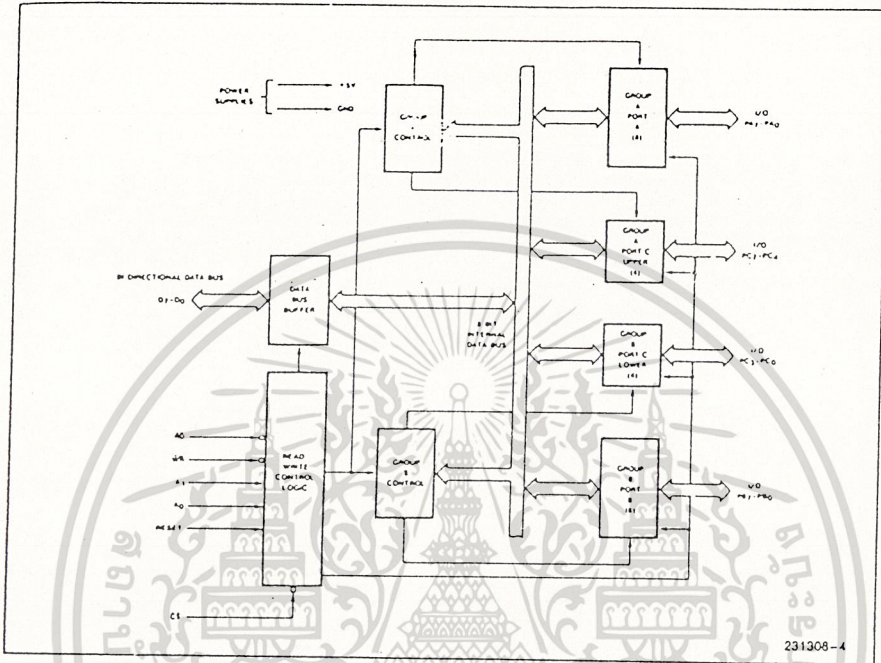 POWER
SUPPLIES
+5V
GND
GROUP
A
CONTROL
GROUP
A
PORT
A
(8)
I/O
PA7-PA0
GROUP
A
PORT C
UPPER
(4)
I/O
PC7-PC4
BI DIRECTIONAL DATA BUS
D7-D0
DATA
BUS
BUFFER
8 BIT
INTERNAL
DATA BUS
GROUP
B
PORT C
LOWER
(4)
I/O
PC3-PC0
RD
WR
A1
A0
RESET
READ
WRITE
CONTROL
LOGIC
GROUP
B
CONTROL
GROUP
B
PORT
B
(8)
I/O
PB7-PB0
CS
231308-4